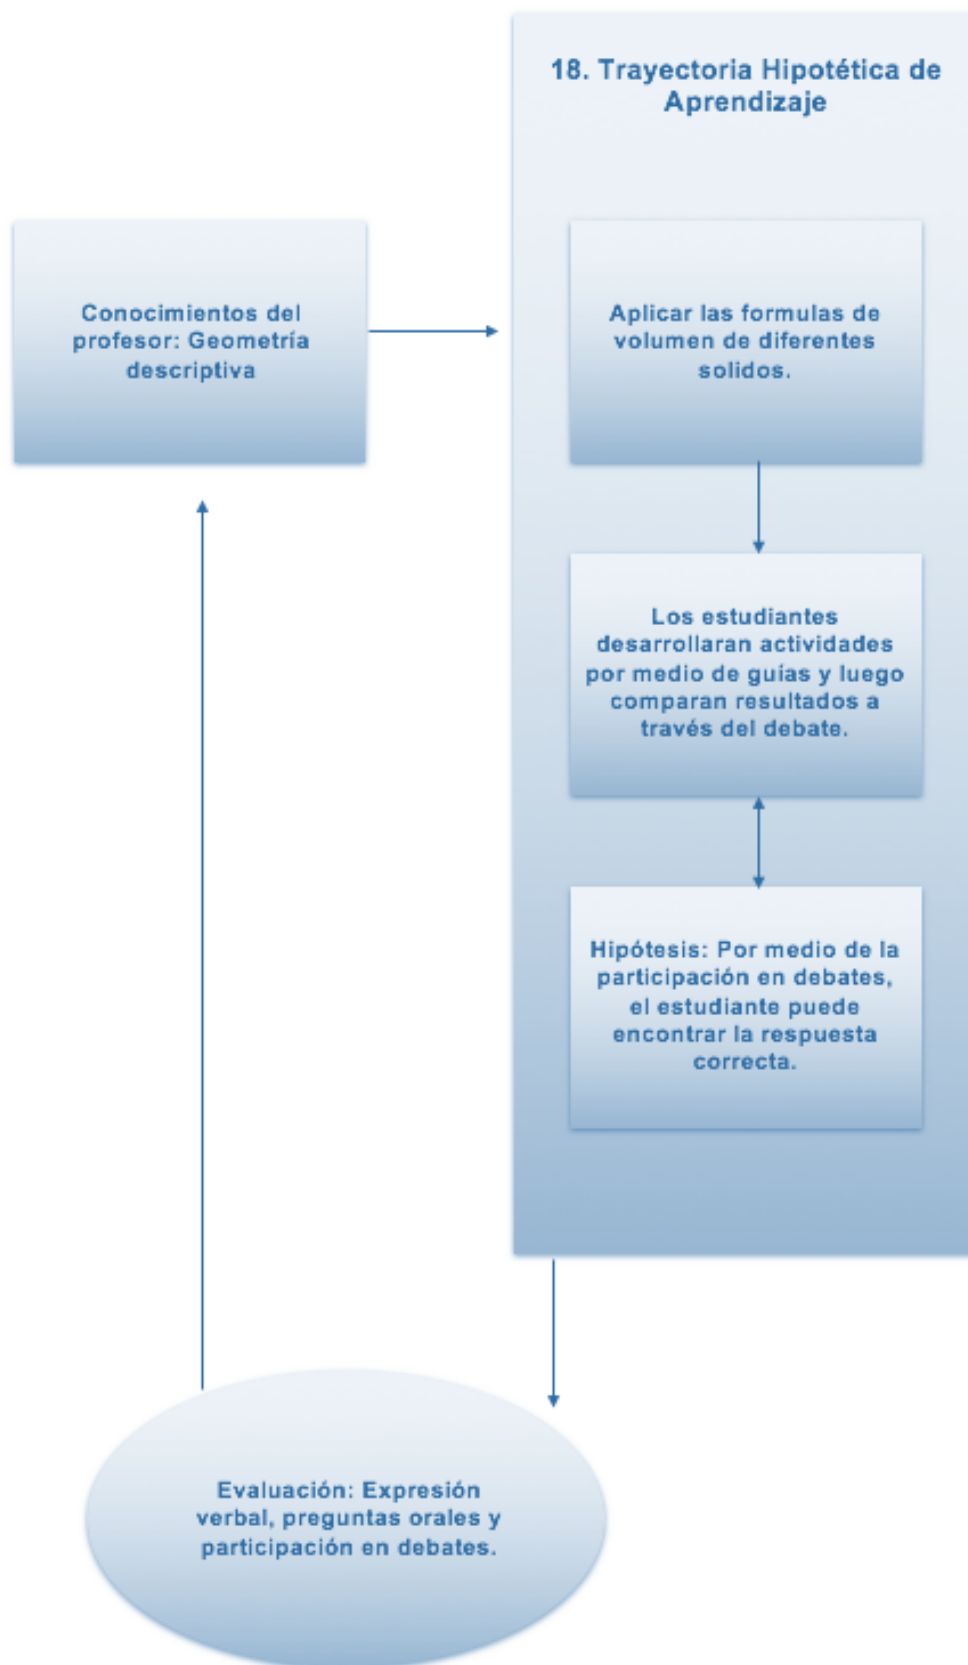 18. Trayectoria Hipotética de
Aprendizaje
Conocimientos del
profesor: Geometría
descriptiva
Aplicar las formulas de
volumen de diferentes
solidos.
Los estudiantes
desarrollaran actividades
por medio de guías y luego
comparan resultados a
través del debate.
Hipótesis: Por medio de la
participación en debates,
el estudiante puede
encontrar la respuesta
correcta.
Evaluación: Expresión
verbal, preguntas orales y
participación en debates.